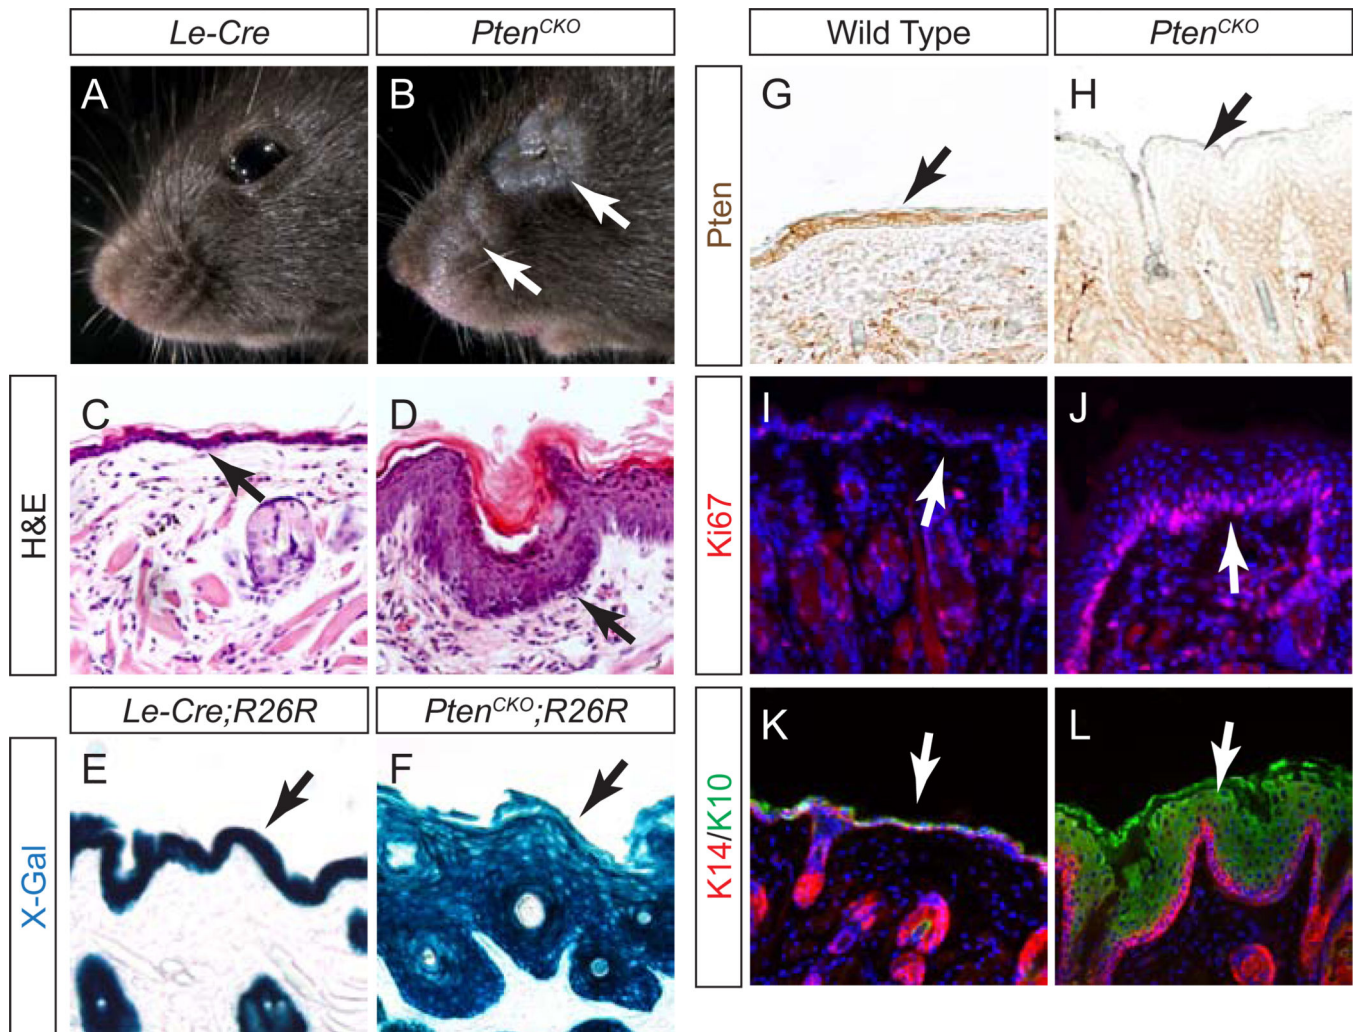 Le-Cre
Pten^CKO
Wild Type
Pten^CKO
A
B
G
H
Pten
C
D
I
J
H&E
Ki67
Le-Cre;R26R
Pten^CKO;R26R
E
F
K
L
X-Gal
K14/K10